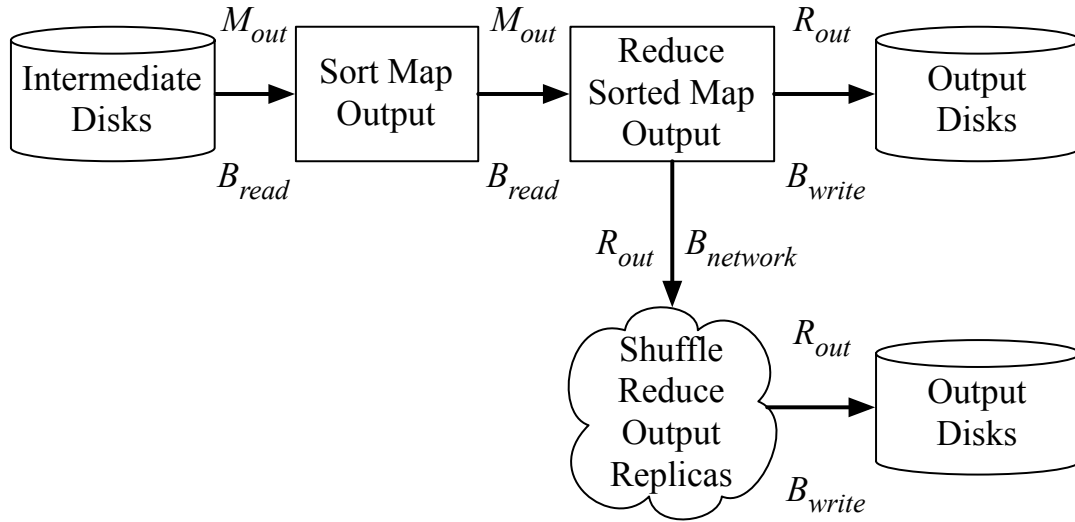 M_out
M_out
R_out
Intermediate
Disks
Sort Map
Output
Reduce
Sorted Map
Output
Output
Disks
B_read
B_read
B_write
R_out
B_network
Shuffle
Reduce
Output
Replicas
R_out
Output
Disks
B_write